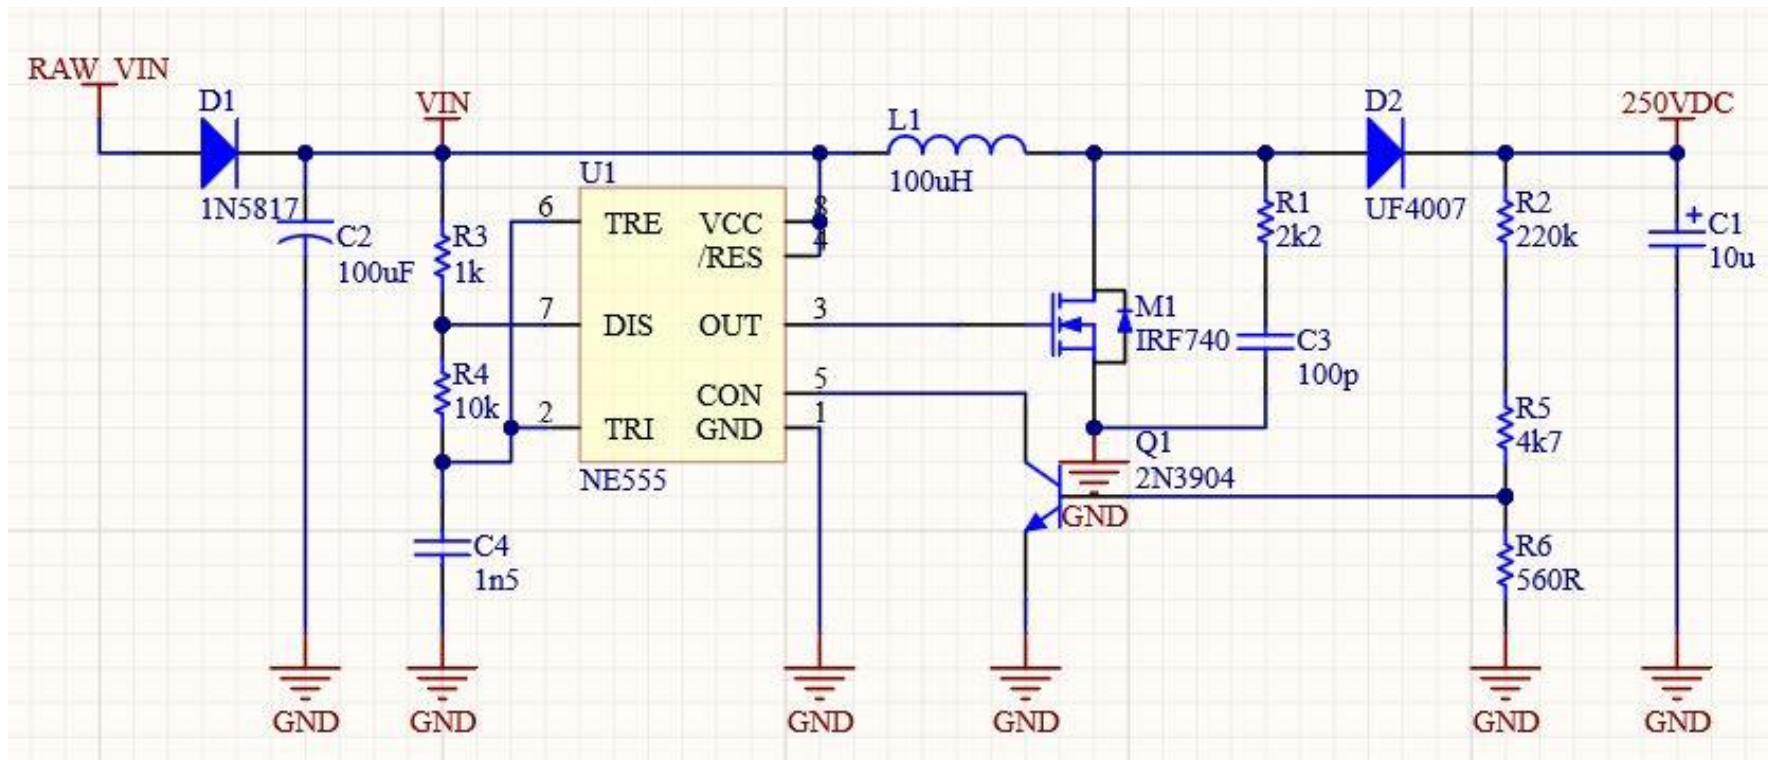 RAW_VIN
D1
1N5817
VIN
C2
100uF
R3
1k
R4
10k
C4
1n5
U1
6
TRE
VCC
8
4
/RES
7
DIS
OUT
3
CON
5
2
TRI
GND
1
NE555
L1
100uH
M1
IRF740
Q1
2N3904
GND
R1
2k2
C3
100p
D2
UF4007
R2
220k
R5
4k7
R6
560R
250VDC
+
C1
10u
GND
GND
GND
GND
GND
GND